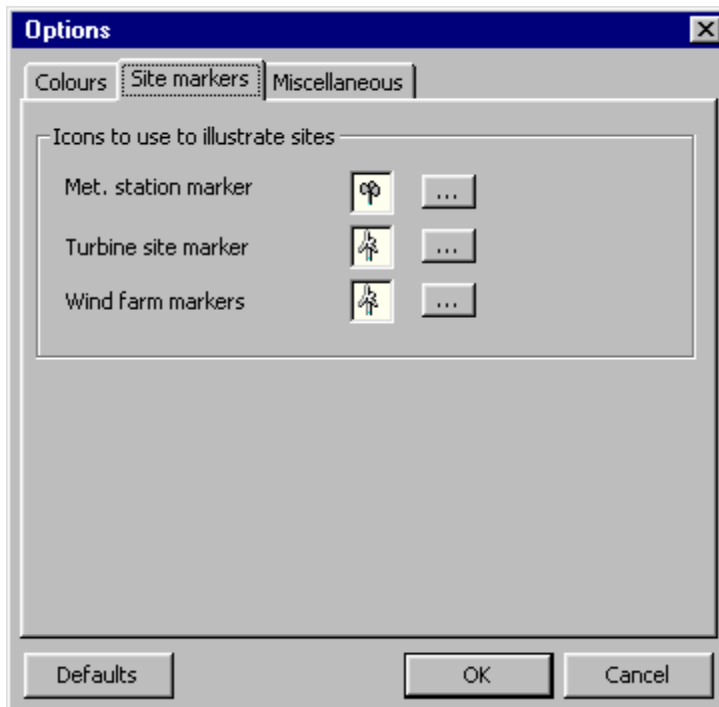 Options
Colours Site markers Miscellaneous
Icons to use to illustrate sites
Met. station marker ...
Turbine site marker ...
Wind farm markers ...
Defaults OK Cancel